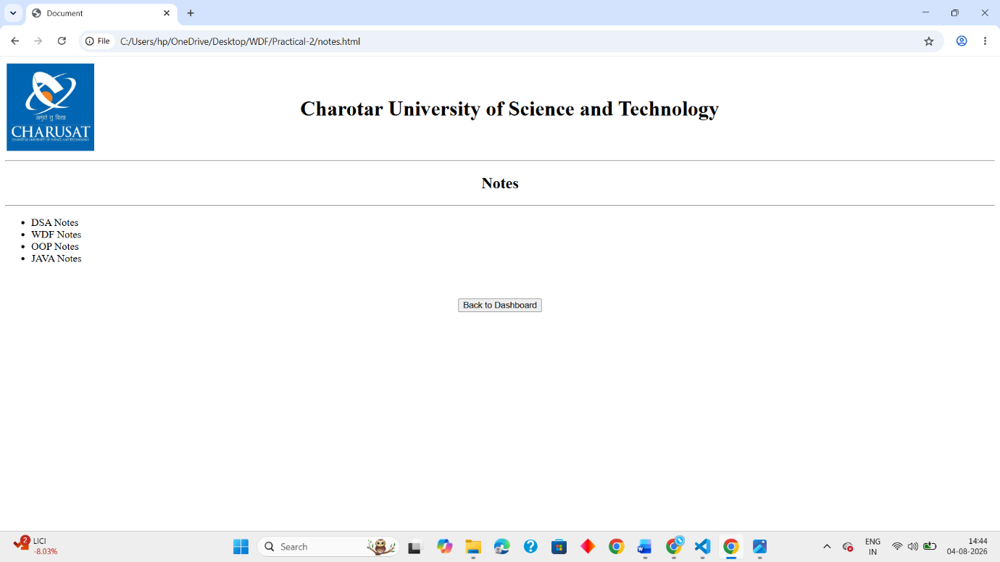 Document
File
C:/Users/hp/OneDrive/Desktop/WDF/Practical-2/notes.html
अमृतं तु विद्या
CHARUSAT
CHAROTAR UNIVERSITY OF SCIENCE AND TECHNOLOGY
Charotar University of Science and Technology
Notes
DSA Notes
WDF Notes
OOP Notes
JAVA Notes
Back to Dashboard
2
LICI
-8.03%
Search
ENG
IN
14:44
04-08-2026